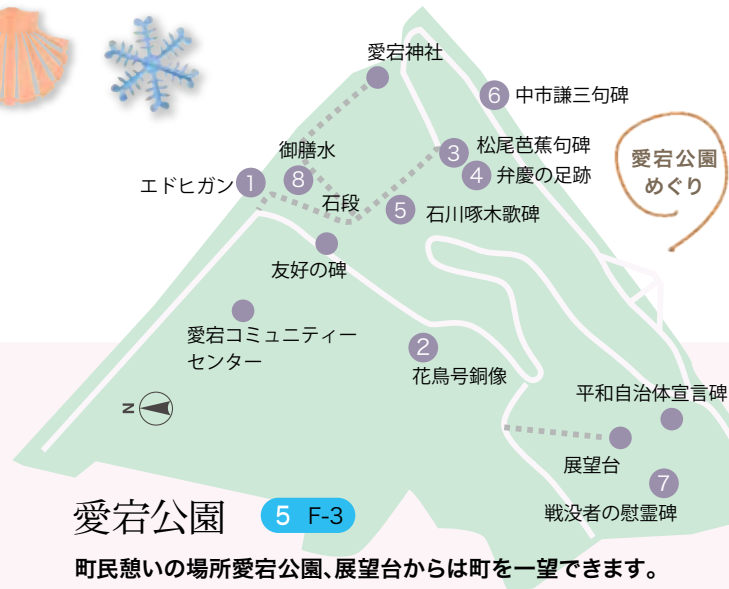 愛宕神社
⑥ 中市謙三句碑
御膳水
③ 松尾芭蕉句碑
愛宕公園
めぐり
エドヒガン ①
⑧
④ 弁慶の足跡
石段
⑤ 石川啄木歌碑
友好の碑
愛宕コミュニティー
センター
② 
花鳥号銅像
平和自治体宣言碑
N
展望台
⑦
戦没者の慰霊碑
愛宕公園 5 F-3
町民憩いの場所愛宕公園、展望台からは町を一望できます。